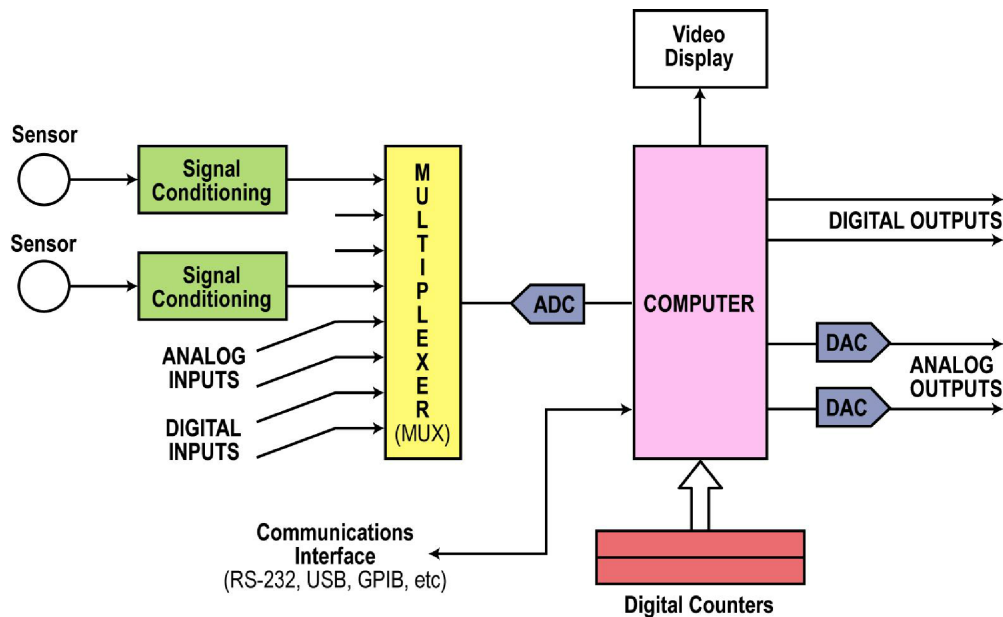 Video
Display
Sensor
Signal
Conditioning
Sensor
Signal
Conditioning
ANALOG
INPUTS
DIGITAL
INPUTS
MULTIPLEXER
(MUX)
ADC
COMPUTER
DIGITAL OUTPUTS
DAC
ANALOG
OUTPUTS
DAC
Communications
Interface
(RS-232, USB, GPIB, etc)
Digital Counters